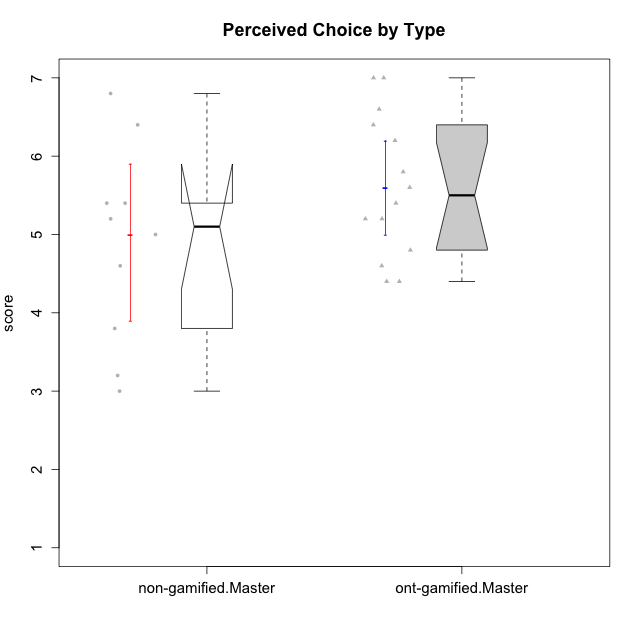 Perceived Choice by Type
score
7
6
5
4
3
2
1
non-gamified.Master
ont-gamified.Master